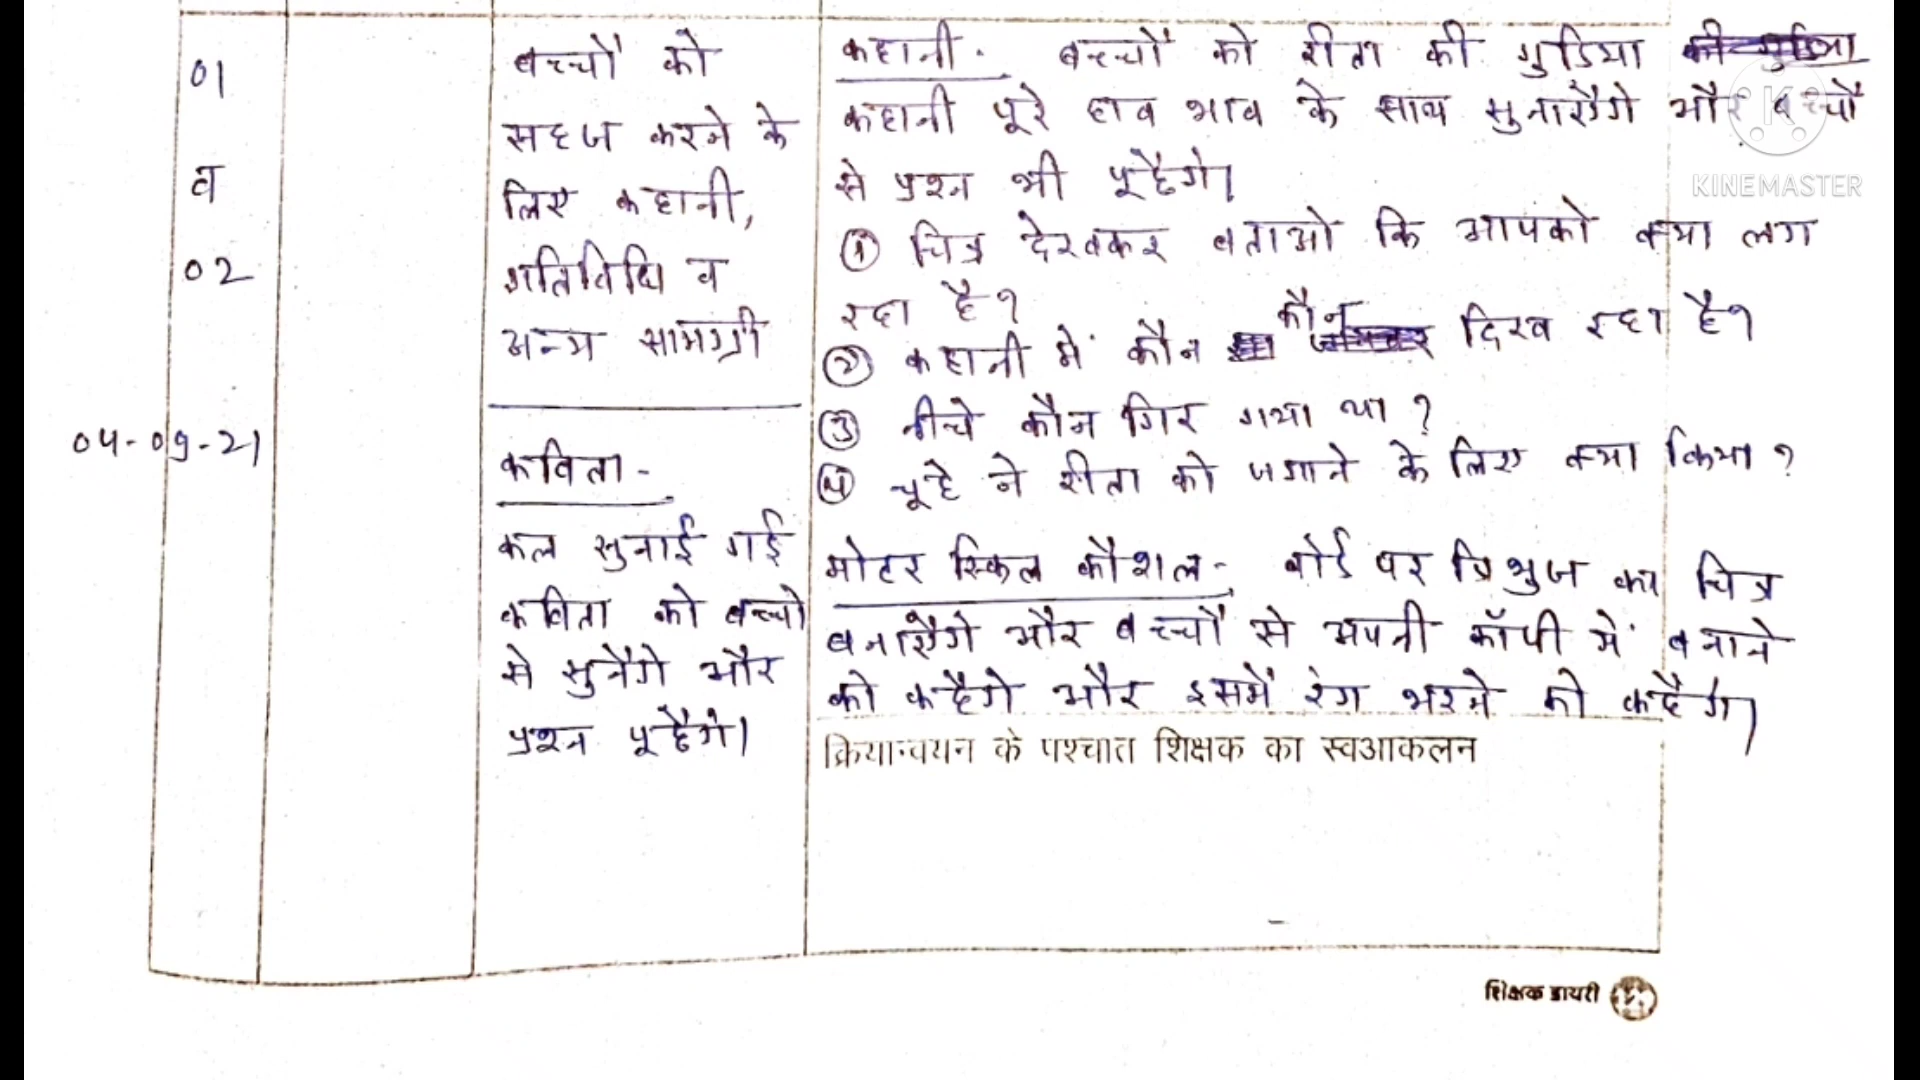 01
व
02
04-09-21
बच्चों को
सहज करने के
लिए कहानी,
गतिविधि व
अन्य सामग्री
कविता -
कल सुनाई गई
कविता को बच्चो
से सुनेंगे और
प्रश्न पूछेंगे।
कहानी - बच्चों को रीता की गुडिया
कहानी पूरे हाव भाव के साथ सुनाऐंगे और बच्चों
से प्रश्न भी पूछेंगे।
① चित्र देखकर बताओ कि आपको क्या लग
रहा है?
② कहानी में कौन कौन दिख रहा है?
③ नीचे कौन गिर गया था?
④ चूहे ने रीता को जगाने के लिए क्या किया?
मोटर स्किल कौशल - बोर्ड पर त्रिभुज का चित्र
बनाऐंगे और बच्चों से अपनी कॉपी में बनाने
को कहेंगे और इसमें रंग भरने को कहेंगे।
क्रियान्वयन के पश्चात शिक्षक का स्वआकलन
शिक्षक डायरी
KINEMASTER